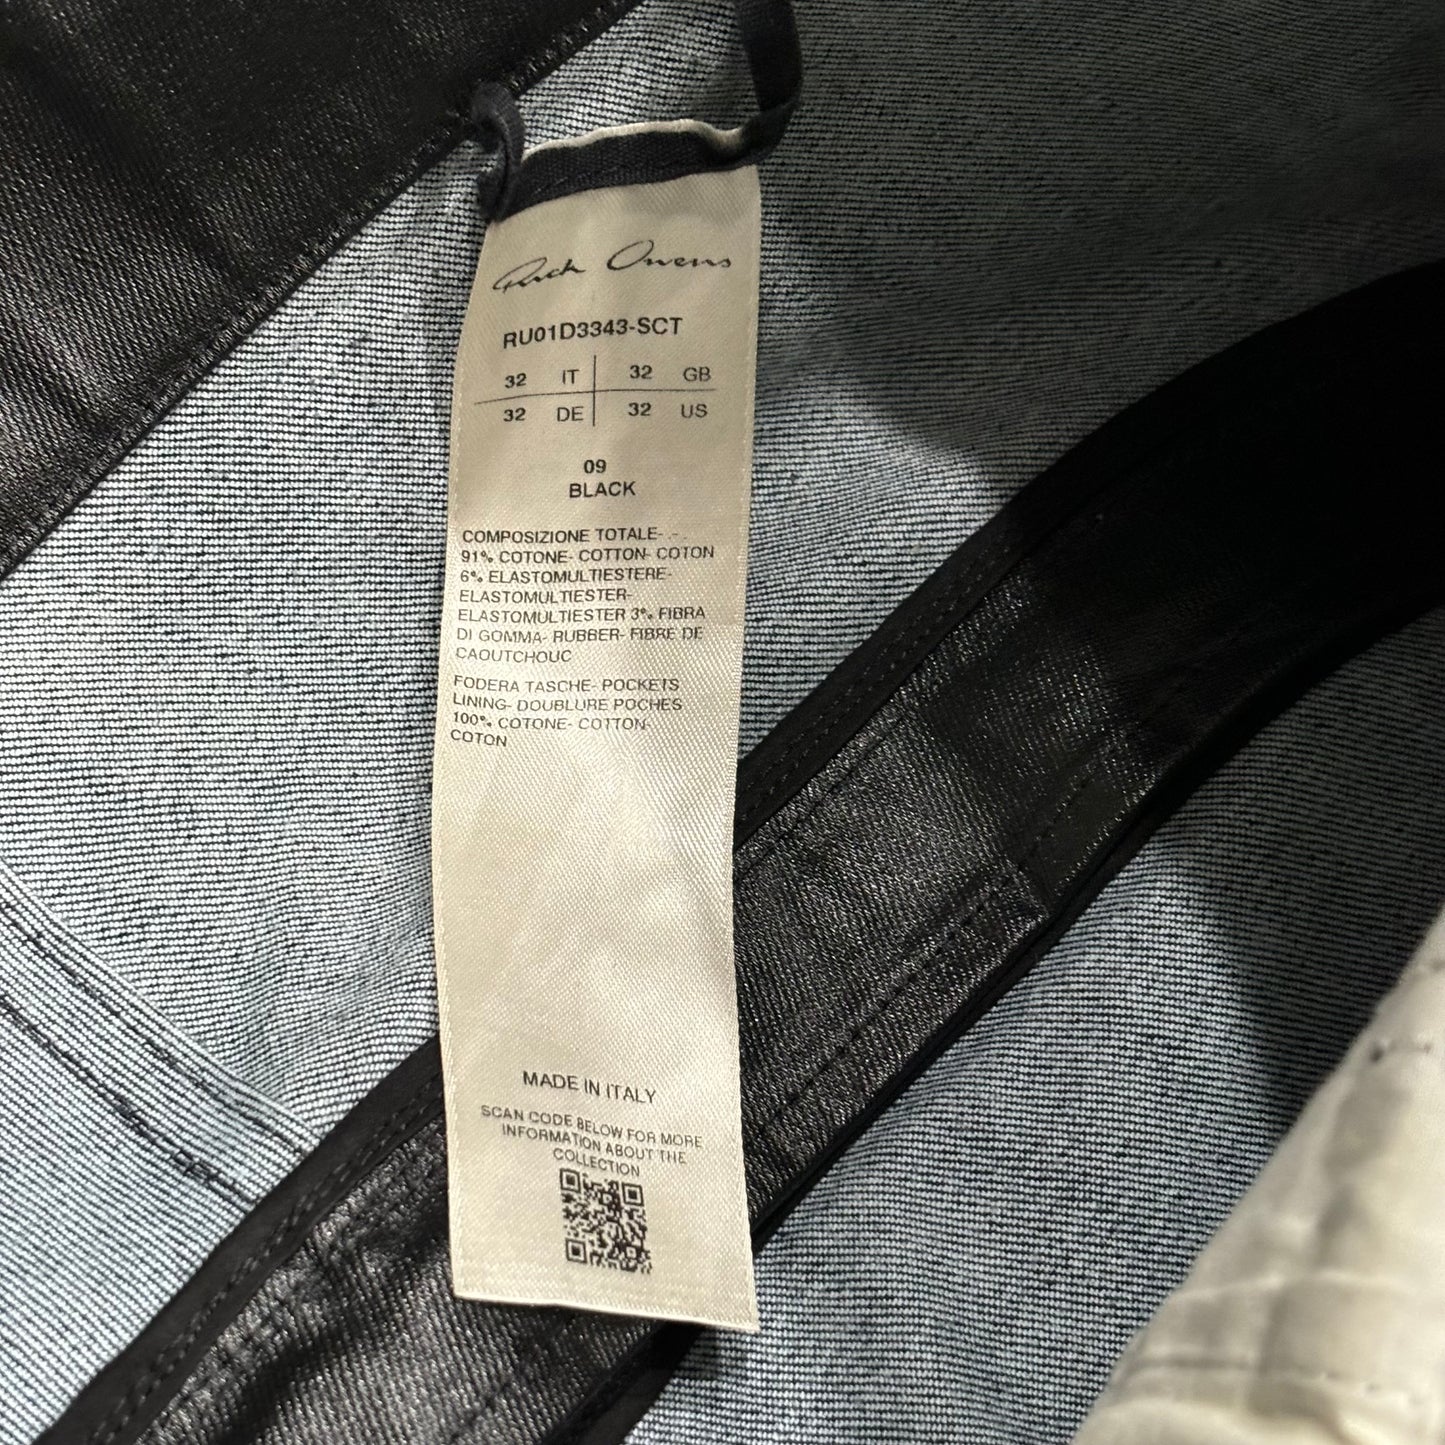 Rick Owens
RU01D3343-SCT
32 IT 32 GB
32 DE 32 US
09
BLACK
COMPOSIZIONE TOTALE- .- .
91% COTONE- COTTON- COTON
6% ELASTOMULTIESTERE-
ELASTOMULTIESTER-
ELASTOMULTIESTER 3% FIBRA
DI GOMMA- RUBBER- FIBRE DE
CAOUTCHOUC
FODERA TASCHE- POCKETS
LINING- DOUBLURE POCHES
100% COTONE- COTTON-
COTON
MADE IN ITALY
SCAN CODE BELOW FOR MORE
INFORMATION ABOUT THE
COLLECTION